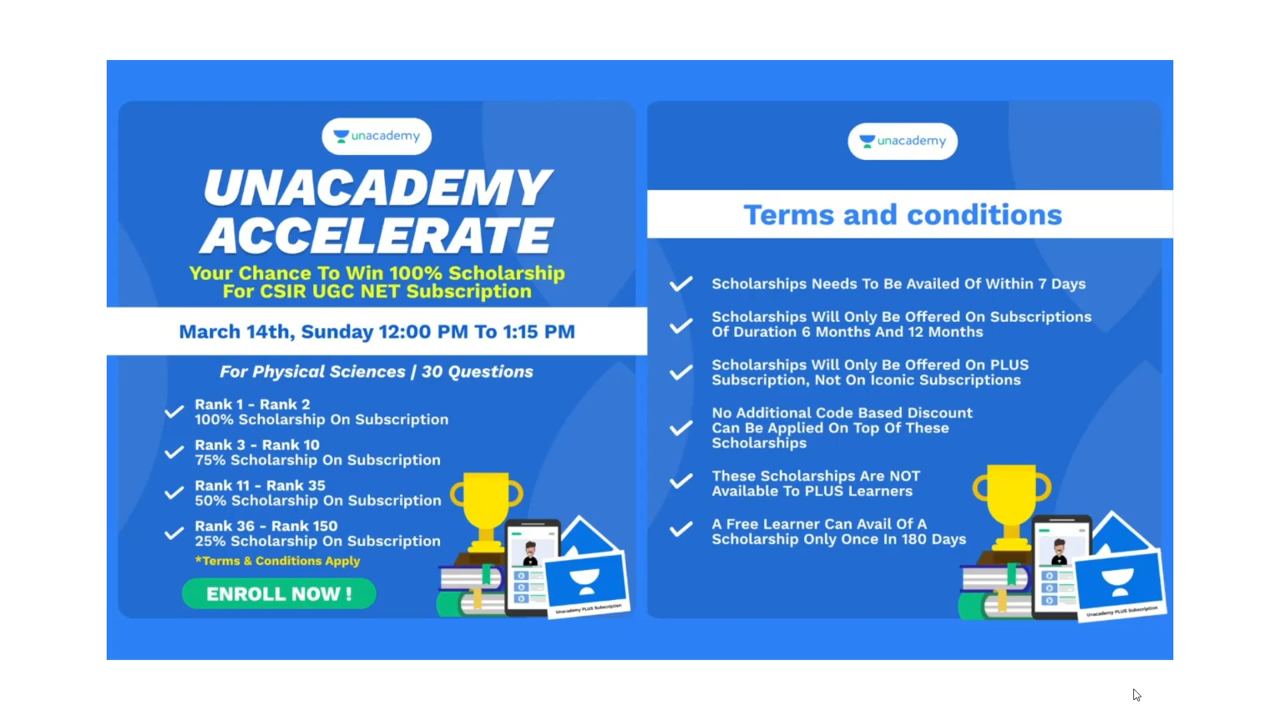 unacademy
UNACADEMY
ACCELERATE
Your Chance To Win 100% Scholarship
For CSIR UGC NET Subscription
March 14th, Sunday 12:00 PM To 1:15 PM
For Physical Sciences | 30 Questions
Rank 1 - Rank 2
100% Scholarship On Subscription
Rank 3 - Rank 10
75% Scholarship On Subscription
Rank 11 - Rank 35
50% Scholarship On Subscription
Rank 36 - Rank 150
25% Scholarship On Subscription
*Terms & Conditions Apply
ENROLL NOW !
Unacademy PLUS Subscription
unacademy
Terms and conditions
Scholarships Needs To Be Availed Of Within 7 Days
Scholarships Will Only Be Offered On Subscriptions
Of Duration 6 Months And 12 Months
Scholarships Will Only Be Offered On PLUS
Subscription, Not On Iconic Subscriptions
No Additional Code Based Discount
Can Be Applied On Top Of These
Scholarships
These Scholarships Are NOT
Available To PLUS Learners
A Free Learner Can Avail Of A
Scholarship Only Once In 180 Days
Unacademy PLUS Subscription